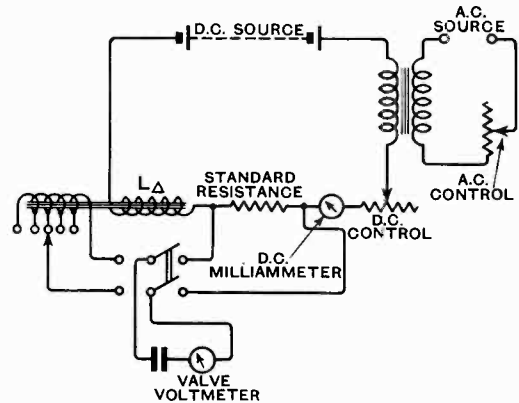 D.C. SOURCE
A.C.
SOURCE
A.C.
CONTROL
L△
STANDARD
RESISTANCE
D.C.
CONTROL
D.C.
MILLIAMMETER
VALVE
VOLTMETER